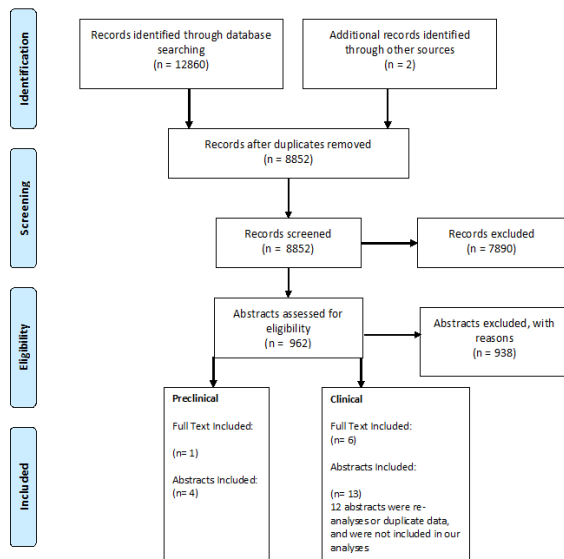 Identification
Records identified through database
searching
(n = 12860)
Additional records identified
through other sources
(n = 2)
Records after duplicates removed
(n = 8852)
Screening
Records screened
(n = 8852)
Records excluded
(n = 7890)
Eligibility
Abstracts assessed for
eligibility
(n = 962)
Abstracts excluded, with
reasons
(n = 938)
Included
Preclinical
Full Text Included:
(n= 1)
Abstracts Included:
(n= 4)
Clinical
Full Text Included:
(n= 6)
Abstracts Included:
(n= 13)
12 abstracts were re-
analyses or duplicate data,
and were not included in our
analyses